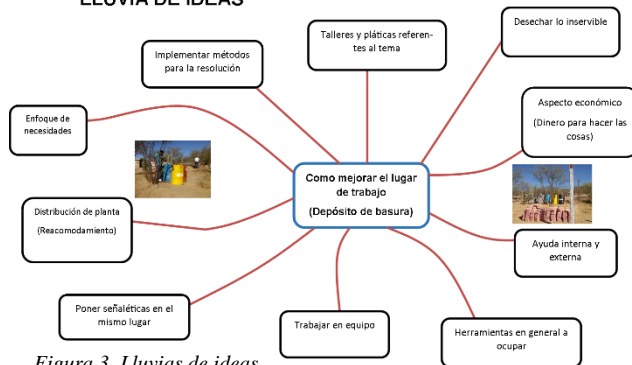 LLUVIA DE IDEAS
Talleres y pláticas referen-
tes al tema
Desechar lo inservible
Implementar métodos
para la resolución
Enfoque de
necesidades
Aspecto económico
(Dinero para hacer las
cosas)
Como mejorar el lugar
de trabajo
(Depósito de basura)
Distribución de planta
(Reacomodamiento)
Ayuda interna y
externa
Poner señaléticas en el
mismo lugar
Trabajar en equipo
Herramientas en general a
ocupar
Figura 3. Lluvias de ideas